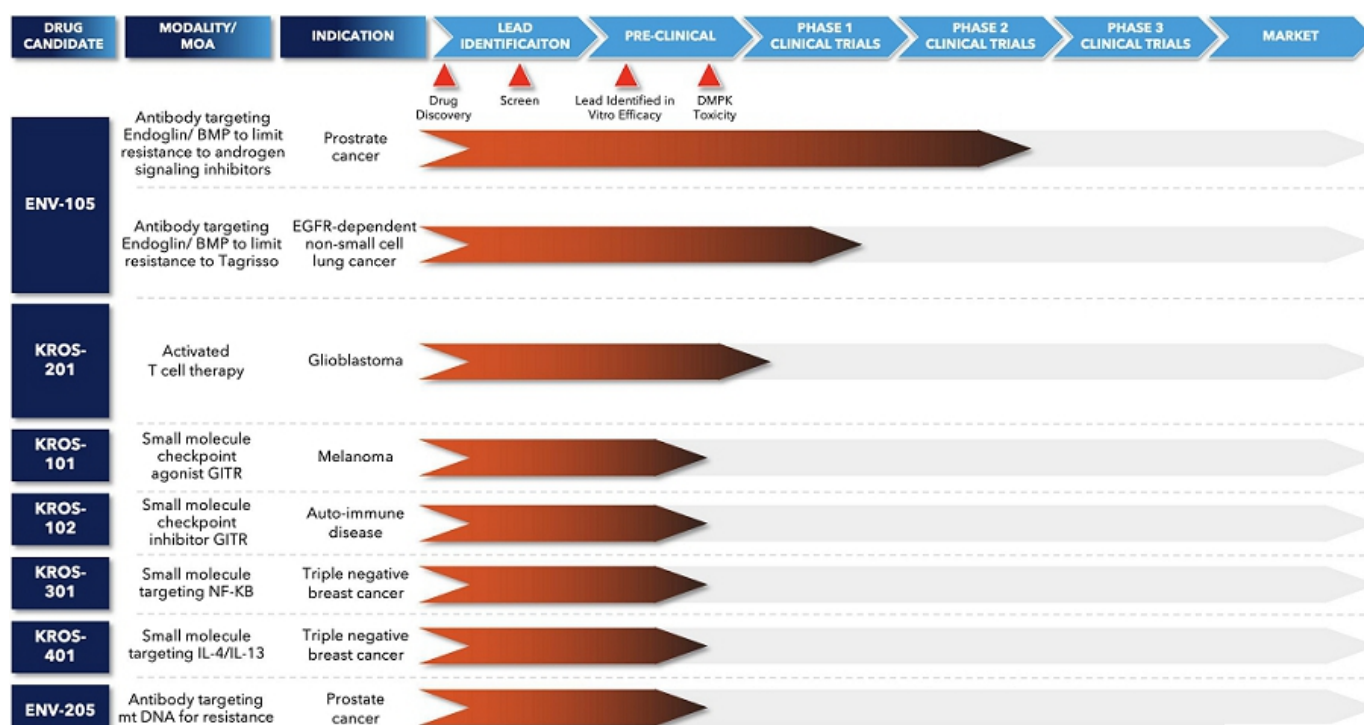 DRUG
CANDIDATE
MODALITY/
MOA
INDICATION
LEAD
IDENTIFICAITON
PRE-CLINICAL
PHASE 1
CLINICAL TRIALS
PHASE 2
CLINICAL TRIALS
PHASE 3
CLINICAL TRIALS
MARKET
Drug
Discovery
Screen
Lead Identified in
Vitro Efficacy
DMPK
Toxicity
ENV-105
Antibody targeting
Endoglin/ BMP to limit
resistance to androgen
signaling inhibitors
Prostrate
cancer
Antibody targeting
Endoglin/ BMP to limit
resistance to Tagrisso
EGFR-dependent
non-small cell
lung cancer
KROS-
201
Activated
T cell therapy
Glioblastoma
KROS-
101
Small molecule
checkpoint
agonist GITR
Melanoma
KROS-
102
Small molecule
checkpoint
inhibitor GITR
Auto-immune
disease
KROS-
301
Small molecule
targeting NF-KB
Triple negative
breast cancer
KROS-
401
Small molecule
targeting IL-4/IL-13
Triple negative
breast cancer
ENV-205
Antibody targeting
mt DNA for resistance
Prostate
cancer